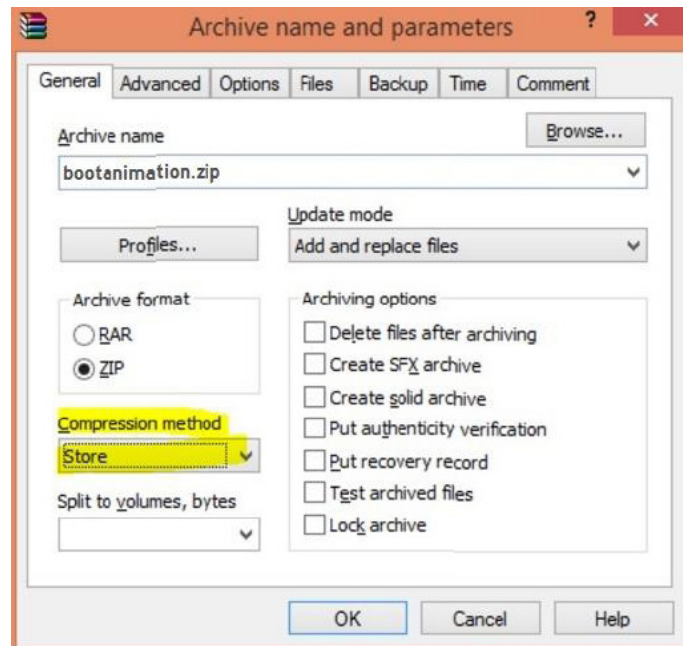 Archive name and parameters ? ×
General Advanced Options Files Backup Time Comment
Archive name
Browse...
bootanimation.zip
Profiles...
Update mode
Add and replace files
Archive format
RAR
ZIP
Compression method
Store
Split to volumes, bytes
Archiving options
Delete files after archiving
Create SFX archive
Create solid archive
Put authenticity verification
Put recovery record
Test archived files
Lock archive
OK Cancel Help